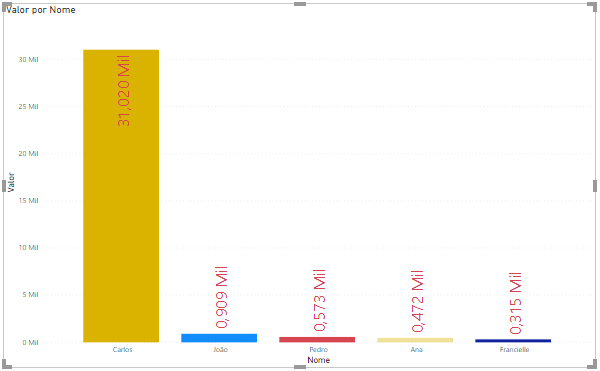 Valor por Nome
Valor
30 Mil
25 Mil
20 Mil
15 Mil
10 Mil
5 Mil
0 Mil
31,020 Mil
0,909 Mil
0,573 Mil
0,472 Mil
0,315 Mil
Carlos
João
Pedro
Ana
Francielle
Nome